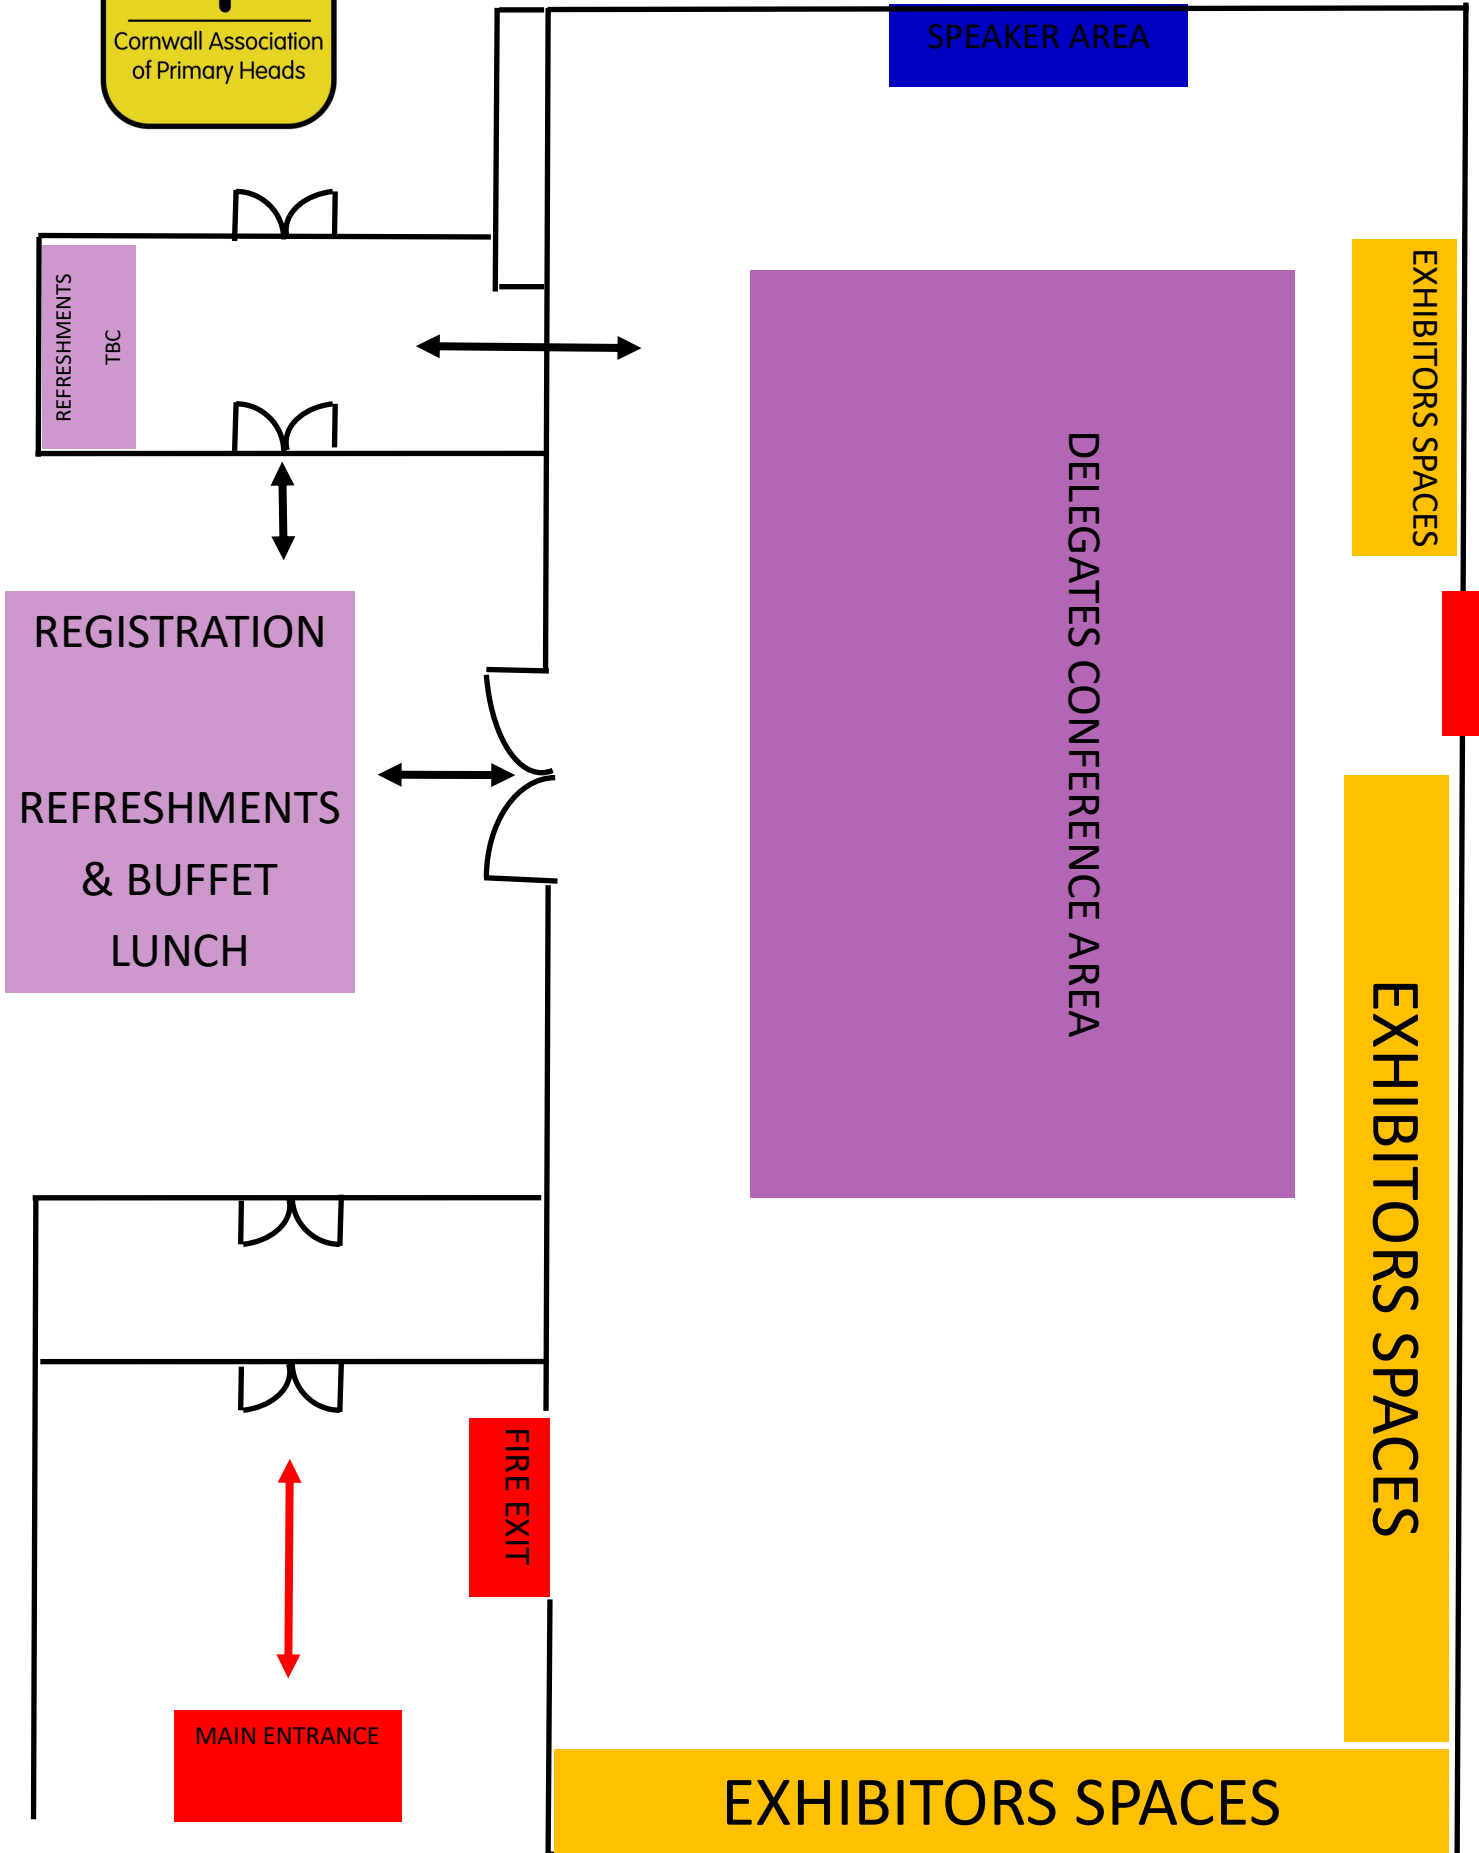 Cornwall Association
of Primary Heads
SPEAKER AREA
REFRESHMENTS
TBC
EXHIBITORS SPACES
DELEGATES CONFERENCE AREA
REGISTRATION
REFRESHMENTS
& BUFFET
LUNCH
EXHIBITORS SPACES
FIRE EXIT
MAIN ENTRANCE
EXHIBITORS SPACES